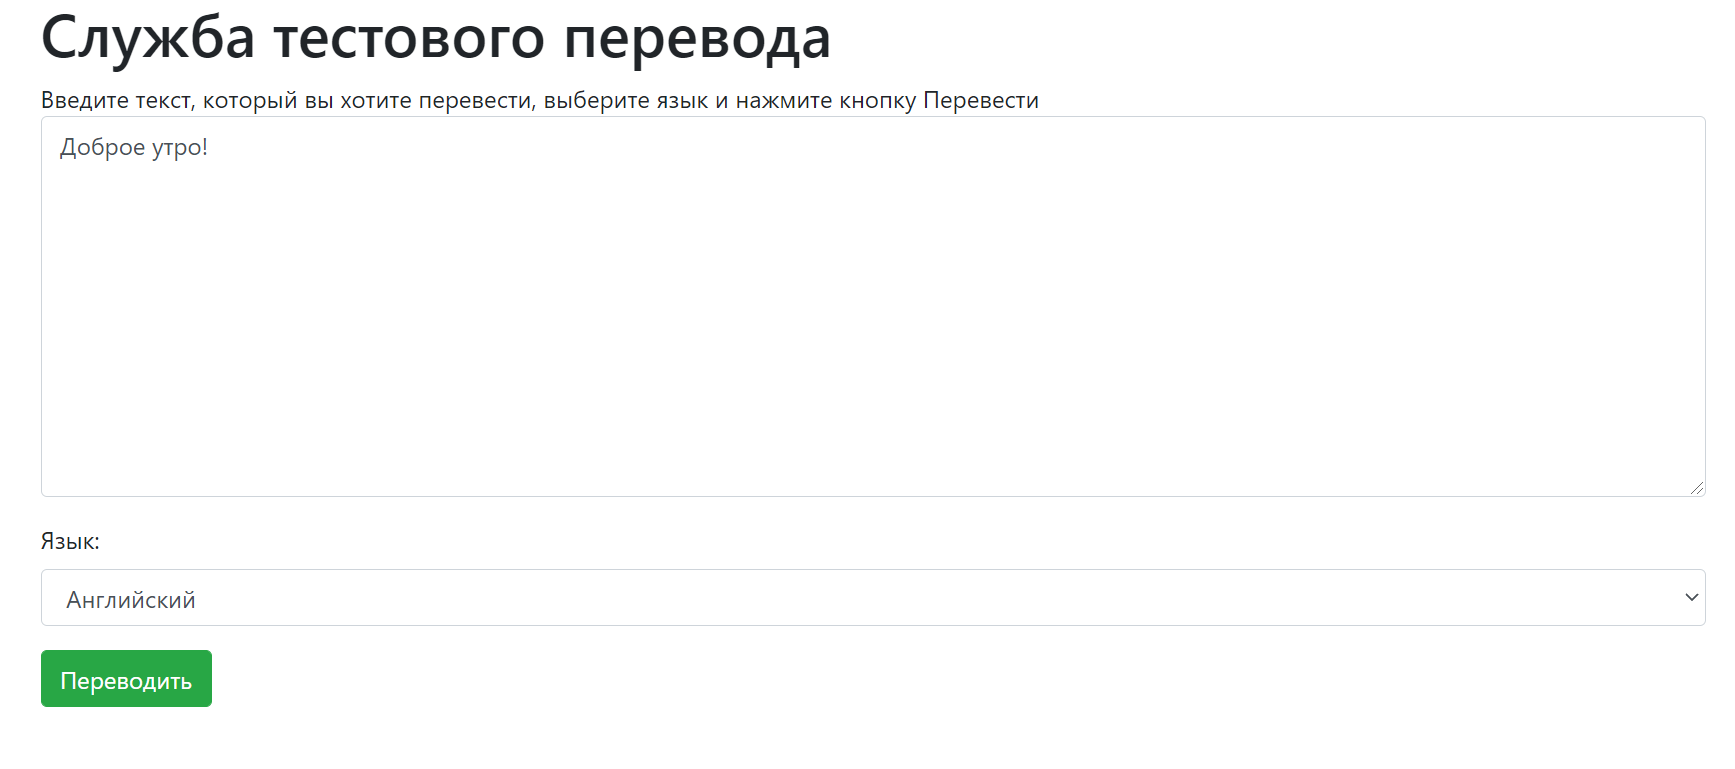 Служба тестового перевода
Введите текст, который вы хотите перевести, выберите язык и нажмите кнопку Перевести
Доброе утро!
Язык:
Английский
Переводить